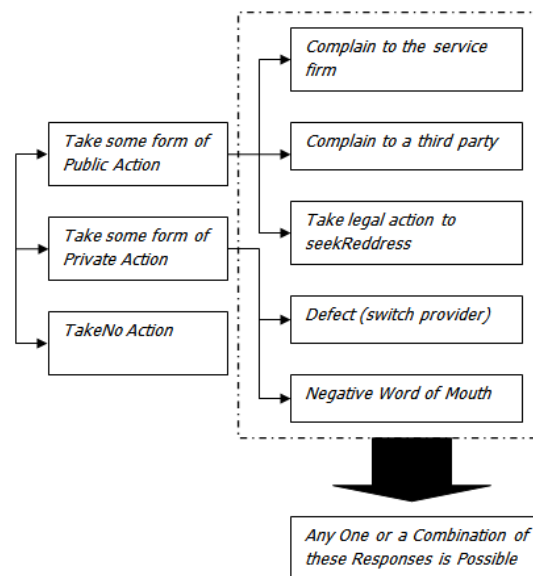 Complain to the service
firm
Take some form of
Public Action
Complain to a third party
Take some form of
Private Action
Take legal action to
seekReddress
TakeNo Action
Defect (switch provider)
Negative Word of Mouth
Any One or a Combination of
these Responses is Possible